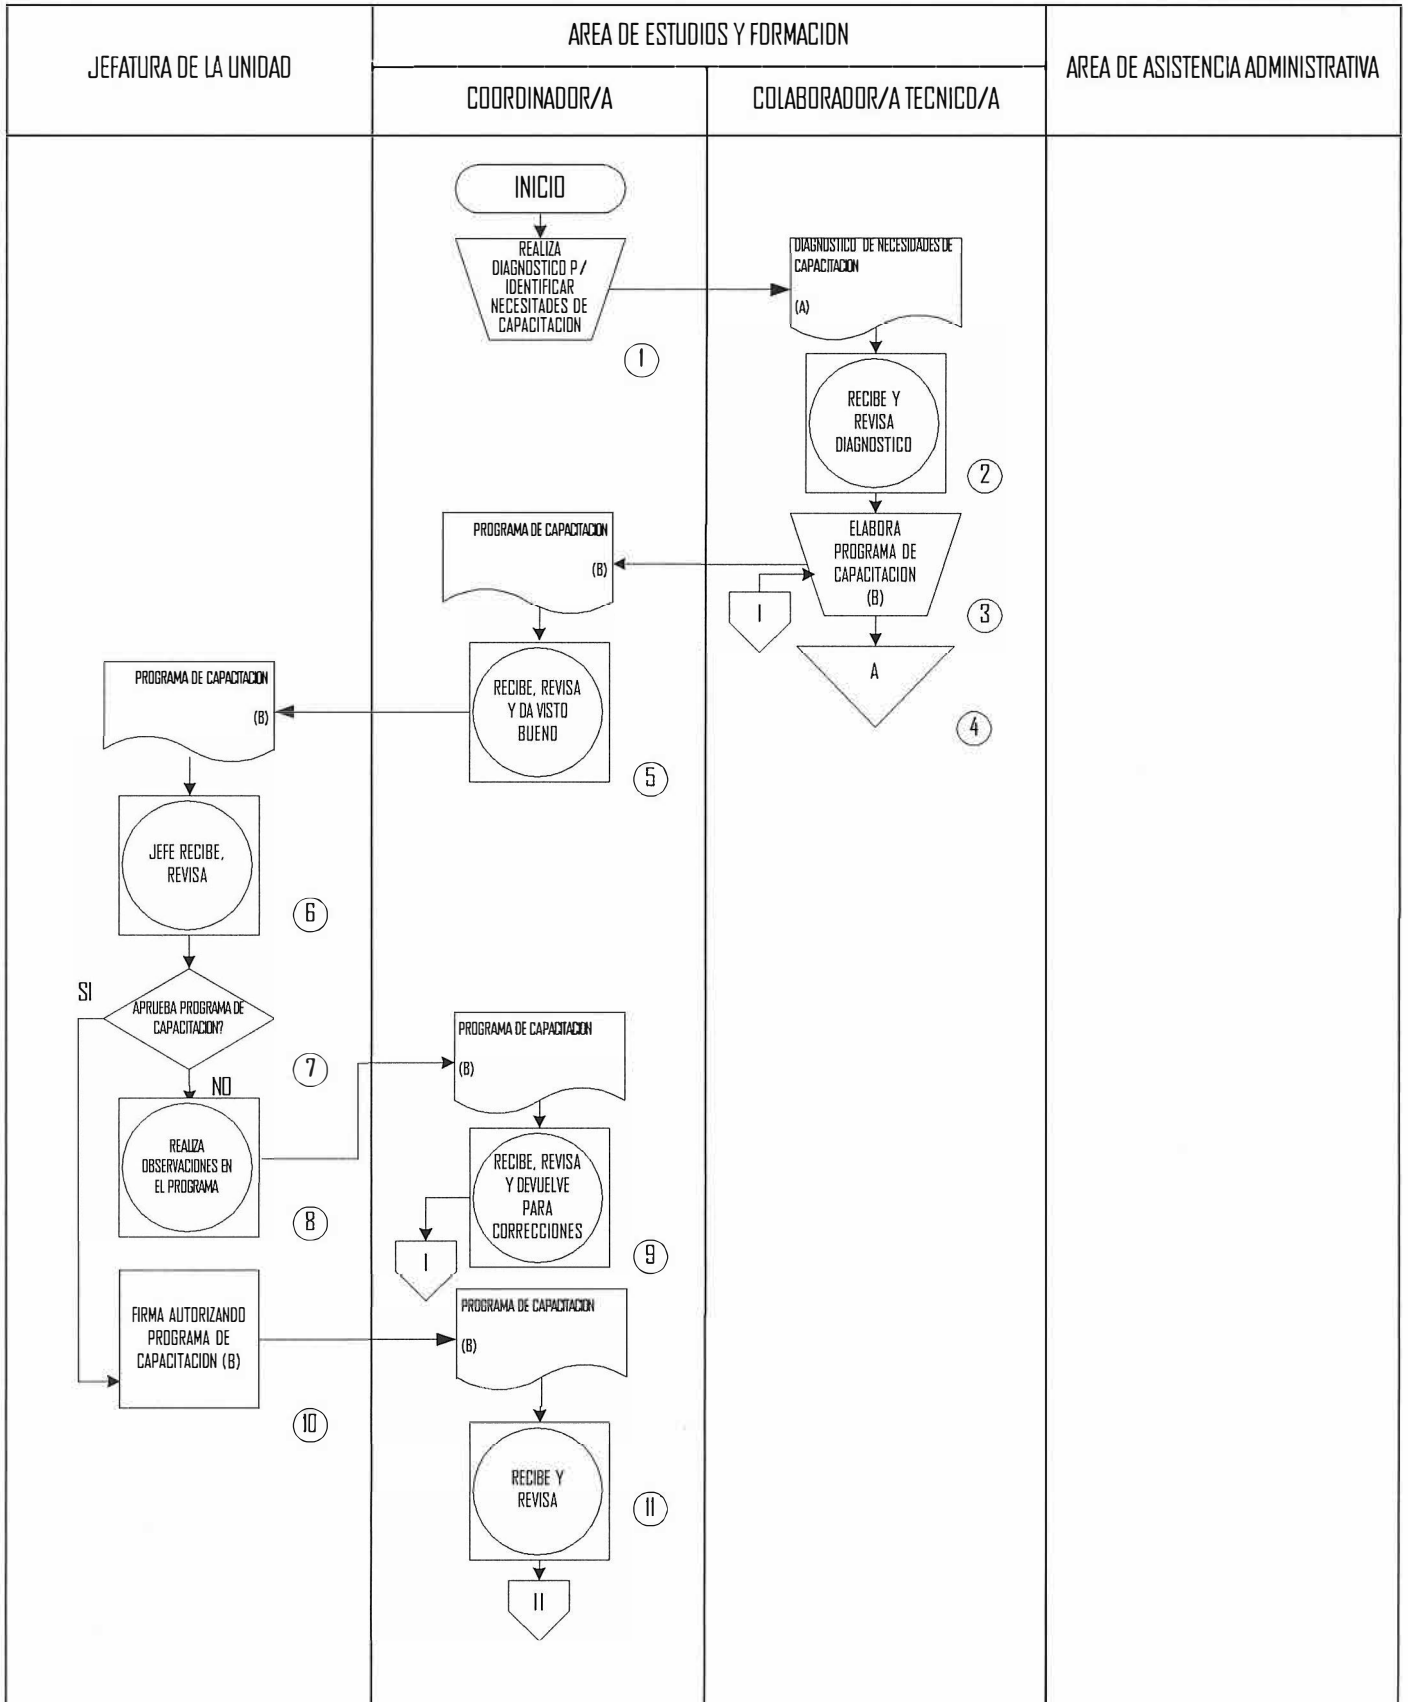 JEFATURA DE LA UNIDAD
AREA DE ESTUDIOS Y FORMACION
COORDINADOR/A
COLABORADOR/A TECNICO/A
AREA DE ASISTENCIA ADMINISTRATIVA
INICIO
REALIZA
DIAGNOSTICO P/
IDENTIFICAR
NECESITADES DE
CAPACITACION
1
DIAGNOSTICO DE NECESIDADES DE
CAPACITACION
(A)
RECIBE Y
REVISA
DIAGNOSTICO
2
ELABORA
PROGRAMA DE
CAPACITACION
(B)
3
I
A
4
PROGRAMA DE CAPACITACION
(B)
RECIBE, REVISA
Y DA VISTO
BUENO
5
PROGRAMA DE CAPACITACION
(B)
JEFE RECIBE,
REVISA
6
SI
APRUEBA PROGRAMA DE
CAPACITACION?
7
NO
REALIZA
OBSERVACIONES EN
EL PROGRAMA
8
PROGRAMA DE CAPACITACION
(B)
RECIBE, REVISA
Y DEVUELVE
PARA
CORRECCIONES
9
I
FIRMA AUTORIZANDO
PROGRAMA DE
CAPACITACION (B)
10
PROGRAMA DE CAPACITACION
(B)
RECIBE Y
REVISA
11
II